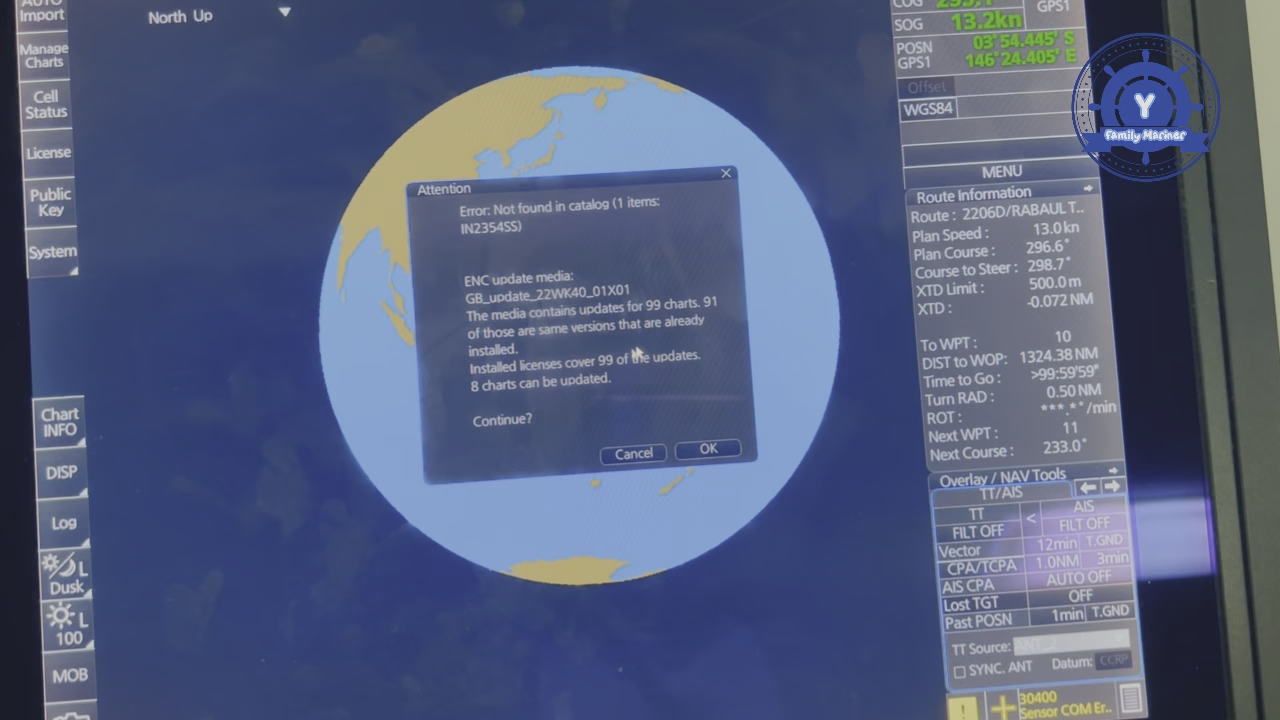 AUTO
Import
Manage
Charts
Cell
Status
License
Public
Key
System
Chart
INFO
DISP
Log
L
Dusk
L
100
MOB
North Up
Attention
Error: Not found in catalog (1 items:
IN2354SS)
ENC update media:
GB_update_22WK40_01X01
The media contains updates for 99 charts. 91
of those are same versions that are already
installed.
Installed licenses cover 99 of the updates.
8 charts can be updated.
Continue?
Cancel
OK
COG
GPS1
SOG 13.2kn
POSN 03°54.445' S
GPS1 146°24.405' E
Offset
WGS84
MENU
Route Information
Route : 2206D/RABAUL T..
Plan Speed : 13.0 kn
Plan Course : 296.6°
Course to Steer : 298.7°
XTD Limit : 500.0 m
XTD : -0.072 NM
To WPT : 10
DIST to WOP: 1324.38 NM
Time to Go : >99:59'59"
Turn RAD : 0.50 NM
ROT : ***.*°/min
Next WPT : 11
Next Course : 233.0°
Overlay / NAV Tools
TT/AIS
TT < AIS
FILT OFF FILT OFF
Vector 12min T.GND
CPA/TCPA 1.0NM 3min
AIS CPA AUTO OFF
Lost TGT OFF
Past POSN 1min T.GND
TT Source:
SYNC. ANT Datum: CCRP
30400
Sensor COM Er..
Y
Family Mariner